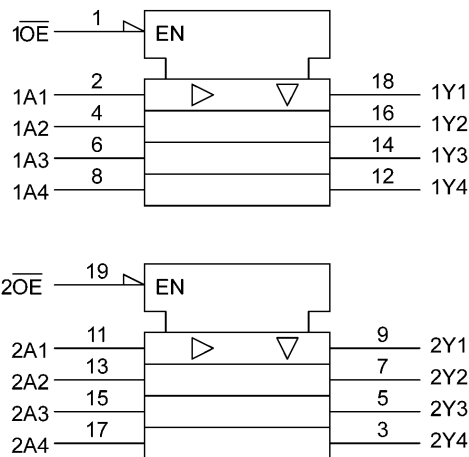 1OE 1 EN
1A1 2 18 1Y1
1A2 4 16 1Y2
1A3 6 14 1Y3
1A4 8 12 1Y4
2OE 19 EN
2A1 11 9 2Y1
2A2 13 7 2Y2
2A3 15 5 2Y3
2A4 17 3 2Y4